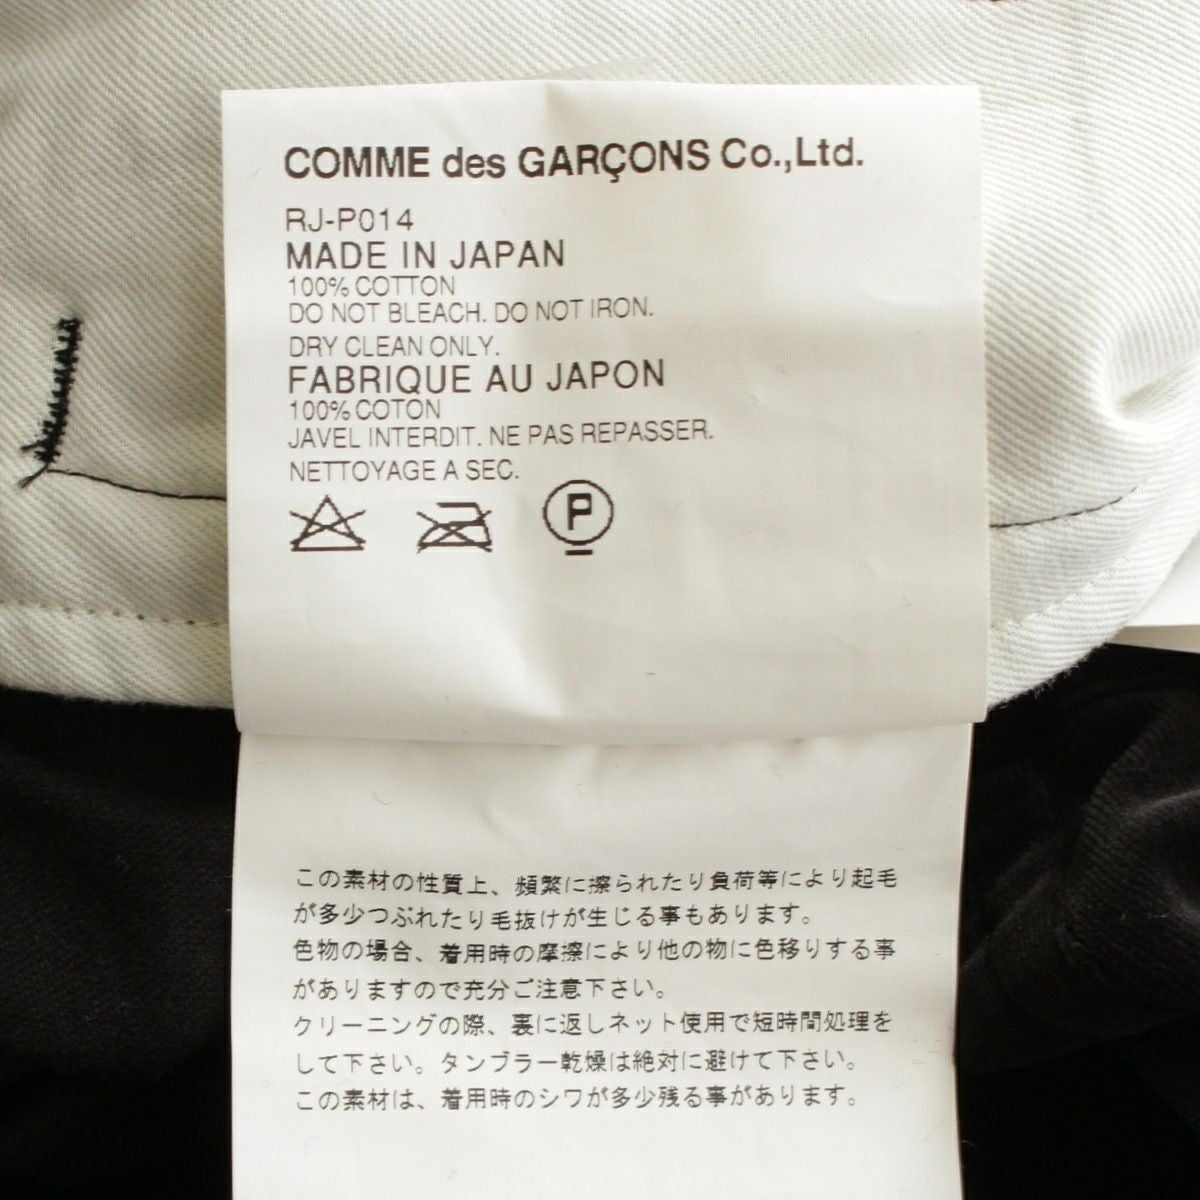 COMME des GARÇONS Co.,Ltd.
RJ-P014
MADE IN JAPAN
100% COTTON
DO NOT BLEACH. DO NOT IRON.
DRY CLEAN ONLY.
FABRIQUE AU JAPON
100% COTON
JAVEL INTERDIT. NE PAS REPASSER.
NETTOYAGE A SEC.
P
この素材の性質上、頻繁に擦られたり負荷等により起毛
が多少つぶれたり毛抜けが生じる事もあります。
色物の場合、着用時の摩擦により他の物に色移りする事
がありますので充分ご注意下さい。
クリーニングの際、裏に返しネット使用で短時間処理を
して下さい。タンブラー乾燥は絶対に避けて下さい。
この素材は、着用時のシワが多少残る事があります。